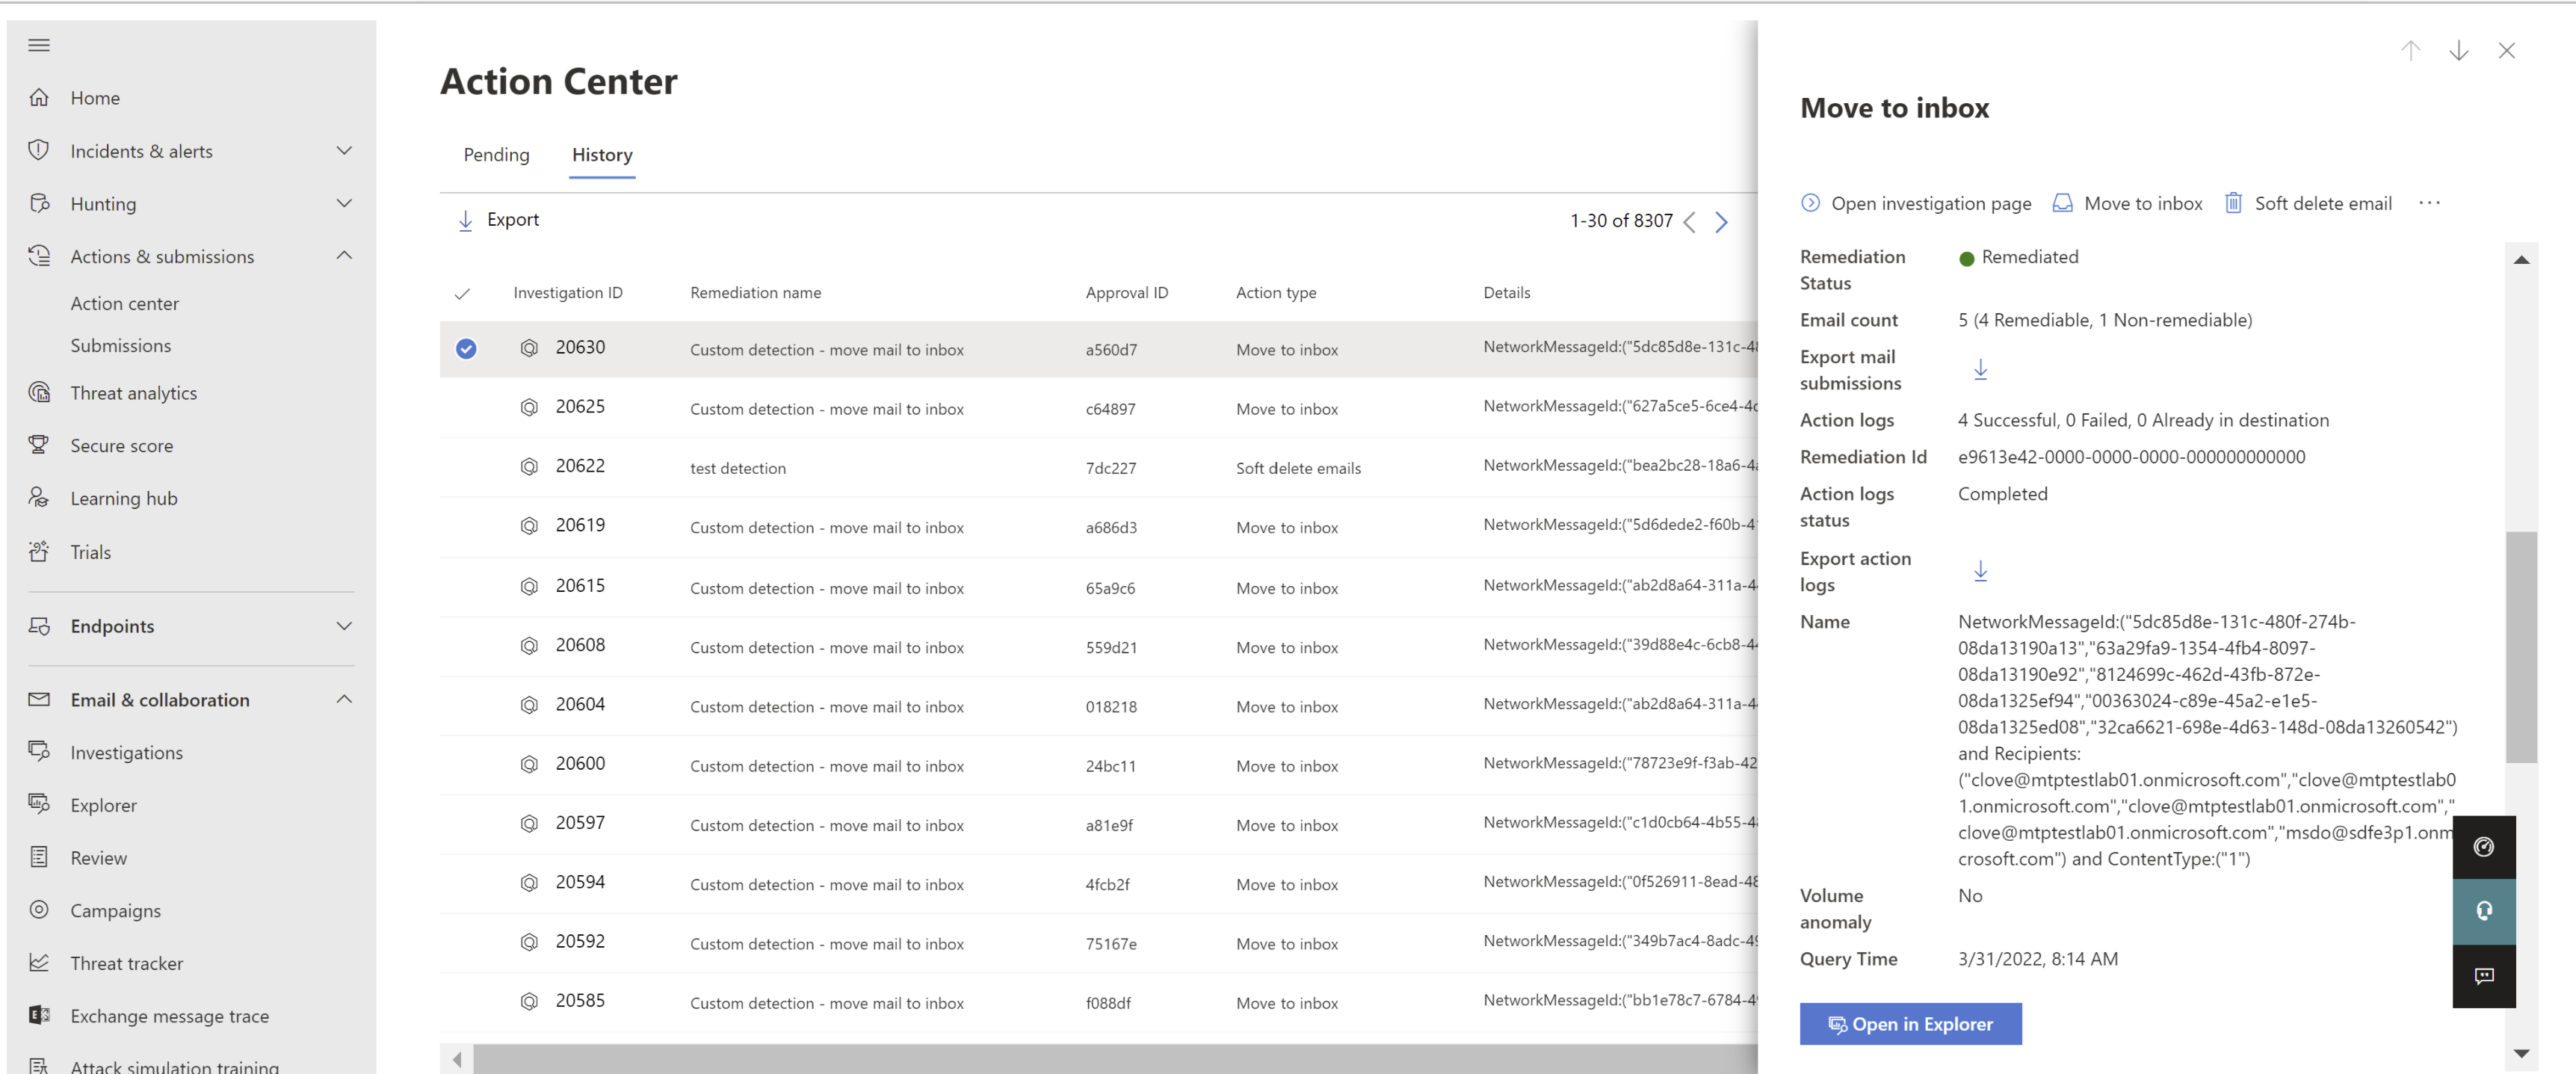 Home
Incidents & alerts
Hunting
Actions & submissions
Action center
Submissions
Threat analytics
Secure score
Learning hub
Trials
Endpoints
Email & collaboration
Investigations
Explorer
Review
Campaigns
Threat tracker
Exchange message trace
Attack simulation training
Action Center
Pending History
Export 1-30 of 8307
Investigation ID Remediation name Approval ID Action type Details
20630 Custom detection - move mail to inbox a560d7 Move to inbox NetworkMessageId:("5dc85d8e-131c-48
20625 Custom detection - move mail to inbox c64897 Move to inbox NetworkMessageId:("627a5ce5-6ce4-4c
20622 test detection 7dc227 Soft delete emails NetworkMessageId:("bea2bc28-18a6-4a
20619 Custom detection - move mail to inbox a686d3 Move to inbox NetworkMessageId:("5d6dede2-f60b-41
20615 Custom detection - move mail to inbox 65a9c6 Move to inbox NetworkMessageId:("ab2d8a64-311a-4
20608 Custom detection - move mail to inbox 559d21 Move to inbox NetworkMessageId:("39d88e4c-6cb8-44
20604 Custom detection - move mail to inbox 018218 Move to inbox NetworkMessageId:("ab2d8a64-311a-4
20600 Custom detection - move mail to inbox 24bc11 Move to inbox NetworkMessageId:("78723e9f-f3ab-42
20597 Custom detection - move mail to inbox a81e9f Move to inbox NetworkMessageId:("c1d0cb64-4b55-48
20594 Custom detection - move mail to inbox 4fcb2f Move to inbox NetworkMessageId:("0f526911-8ead-48
20592 Custom detection - move mail to inbox 75167e Move to inbox NetworkMessageId:("349b7ac4-8adc-49
20585 Custom detection - move mail to inbox f088df Move to inbox NetworkMessageId:("bb1e78c7-6784-49
Move to inbox
Open investigation page Move to inbox Soft delete email ...
Remediation Remediated
Status
Email count 5 (4 Remediable, 1 Non-remediable)
Export mail
submissions
Action logs 4 Successful, 0 Failed, 0 Already in destination
Remediation Id e9613e42-0000-0000-0000-000000000000
Action logs Completed
status
Export action
logs
Name NetworkMessageId:("5dc85d8e-131c-480f-274b-
08da13190a13","63a29fa9-1354-4fb4-8097-
08da13190e92","8124699c-462d-43fb-872e-
08da1325ef94","00363024-c89e-45a2-e1e5-
08da1325ed08","32ca6621-698e-4d63-148d-08da13260542")
and Recipients:
("clove@mtptestlab01.onmicrosoft.com","clove@mtptestlab0
1.onmicrosoft.com","clove@mtptestlab01.onmicrosoft.com","
clove@mtptestlab01.onmicrosoft.com","msdo@sdfe3p1.onm
crosoft.com") and ContentType:("1")
Volume No
anomaly
Query Time 3/31/2022, 8:14 AM
Open in Explorer